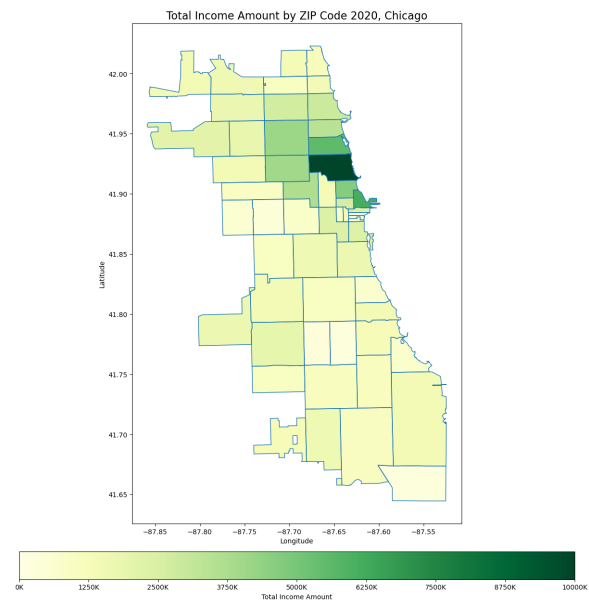 Total Income Amount by ZIP Code 2020, Chicago
42.00
41.95
41.90
41.85
41.80
41.75
41.70
41.65
Latitude
−87.85 −87.80 −87.75 −87.70 −87.65 −87.60 −87.55
Longitude
0K 1250K 2500K 3750K 5000K 6250K 7500K 8750K 10000K
Total Income Amount